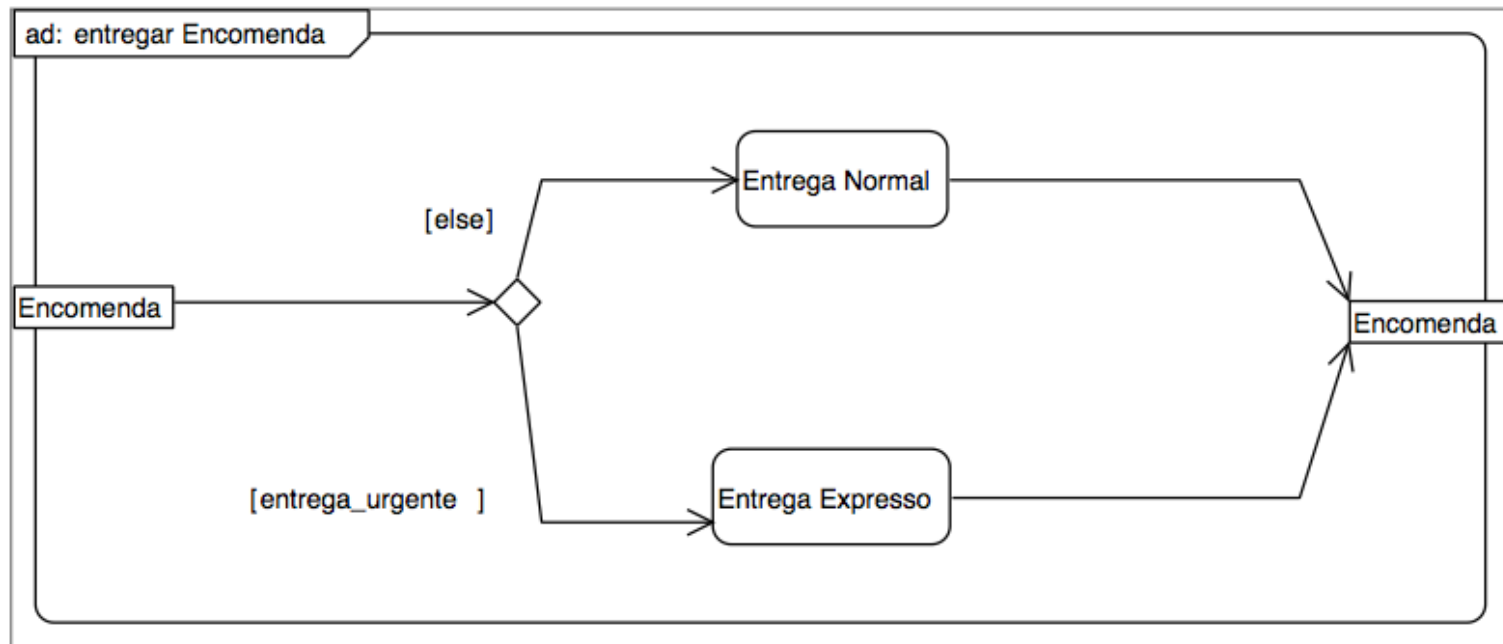 ad: entregar Encomenda
Entrega Normal
[else]
Encomenda
Encomenda
[entrega_urgente ]
Entrega Expresso